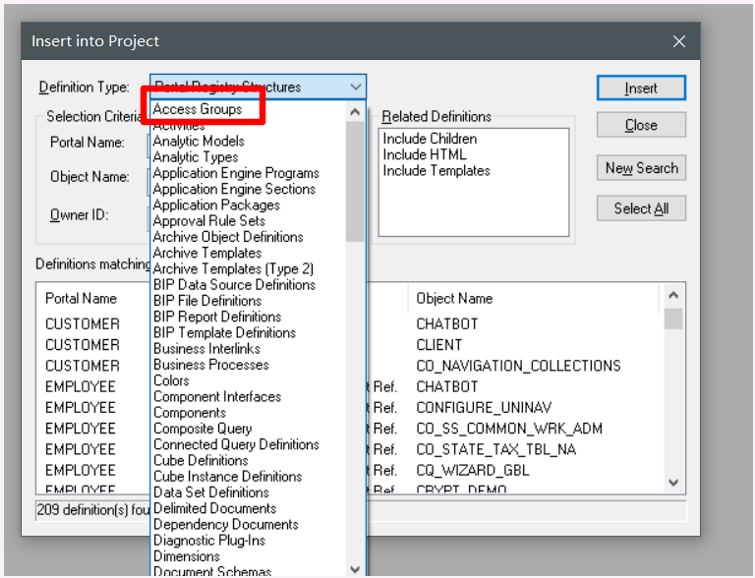 Insert into Project
Definition Type:
Portal Registry Structures
Insert
Selection Criteria
Access Groups
Related Definitions
Close
Activities
Portal Name:
Analytic Models
Include Children
Analytic Types
Include HTML
New Search
Object Name:
Application Engine Programs
Include Templates
Application Engine Sections
Application Packages
Select All
Owner ID:
Approval Rule Sets
Archive Object Definitions
Archive Templates
Definitions matching
Archive Templates (Type 2)
BIP Data Source Definitions
Portal Name
BIP File Definitions
Object Name
BIP Report Definitions
CUSTOMER
CHATBOT
BIP Template Definitions
CUSTOMER
Business Interlinks
CLIENT
CUSTOMER
Business Processes
CO_NAVIGATION_COLLECTIONS
Colors
EMPLOYEE
t Ref.
CHATBOT
Component Interfaces
EMPLOYEE
Components
t Ref.
CONFIGURE_UNINAV
EMPLOYEE
Composite Query
t Ref.
CO_SS_COMMON_WRK_ADM
Connected Query Definitions
EMPLOYEE
t Ref.
CO_STATE_TAX_TBL_NA
Cube Definitions
EMPLOYEE
Cube Instance Definitions
t Ref.
CQ_WIZARD_GBL
EMPLOYEE
Data Set Definitions
t Ref.
CRYPT_DEMO
209 definition(s) fou
Delimited Documents
Dependency Documents
Diagnostic Plug-Ins
Dimensions
Document Schemas